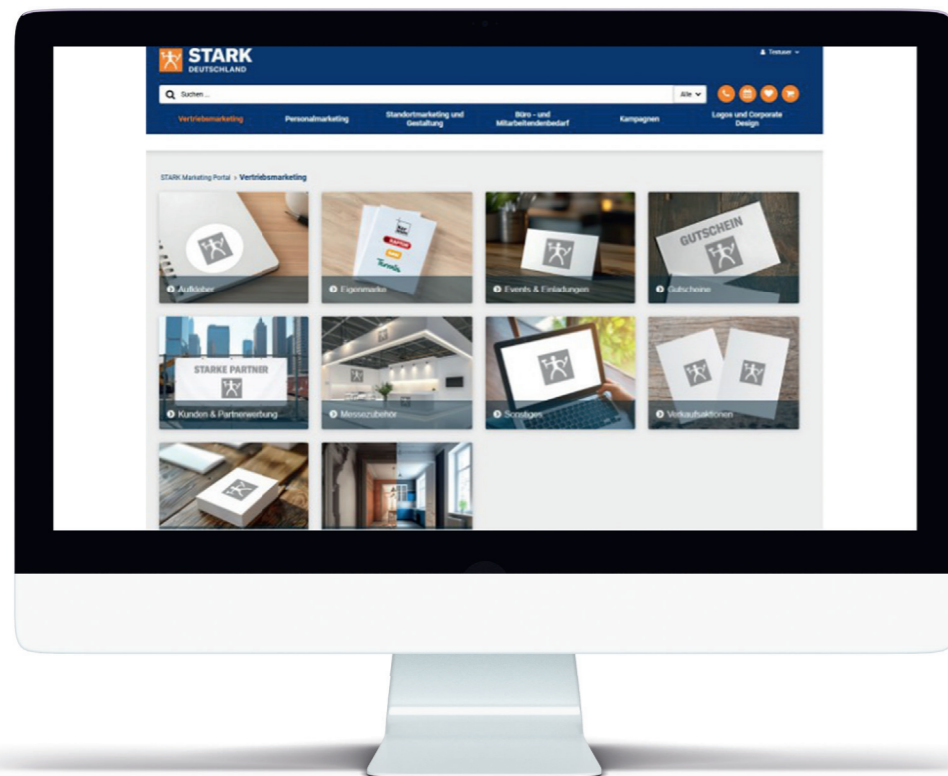 STARK
DEUTSCHLAND
Testuser
Suchen ...
Alle
Vertriebsmarketing
Personalmarketing
Standortmarketing und
Gestaltung
Büro - und
Mitarbeitendenbedarf
Kampagnen
Logos und Corporate
Design
STARK Marketing Portal > Vertriebsmarketing
Aufkleber
RAPTOR
Eigenmarke
Events & Einladungen
GUTSCHEIN
Gutscheine
STARKE PARTNER
Kunden & Partnerwerbung
Messezubehör
Sonstiges
Verkaufsaktionen